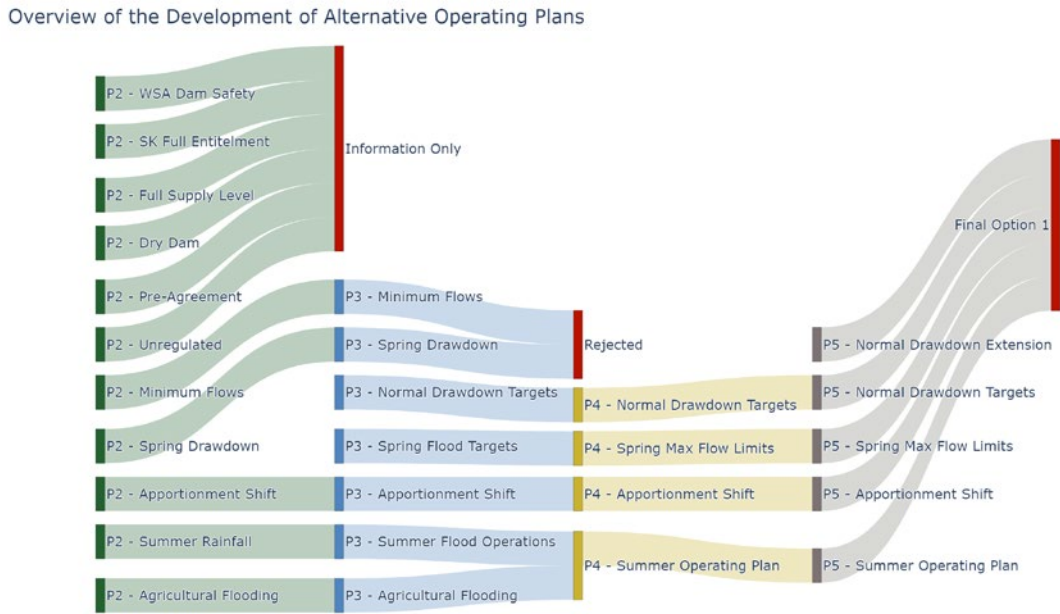 Overview of the Development of Alternative Operating Plans
P2 - WSA Dam Safety
P2 - SK Full Entitelment
P2 - Full Supply Level
P2 - Dry Dam
P2 - Pre-Agreement
P2 - Unregulated
P2 - Minimum Flows
P2 - Spring Drawdown
P2 - Apportionment Shift
P2 - Summer Rainfall
P2 - Agricultural Flooding
Information Only
P3 - Minimum Flows
P3 - Spring Drawdown
P3 - Normal Drawdown Targets
P3 - Spring Flood Targets
P3 - Apportionment Shift
P3 - Summer Flood Operations
P3 - Agricultural Flooding
Rejected
P4 - Normal Drawdown Targets
P4 - Spring Max Flow Limits
P4 - Apportionment Shift
P4 - Summer Operating Plan
Final Option 1
P5 - Normal Drawdown Extension
P5 - Normal Drawdown Targets
P5 - Spring Max Flow Limits
P5 - Apportionment Shift
P5 - Summer Operating Plan